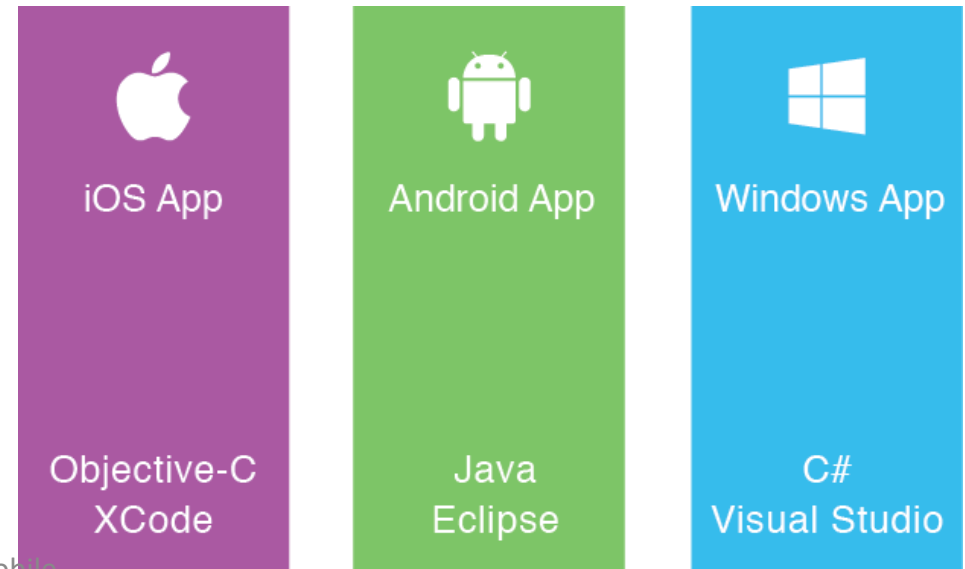 iOS App
Objective-C
XCode
Android App
Java
Eclipse
Windows App
C#
Visual Studio